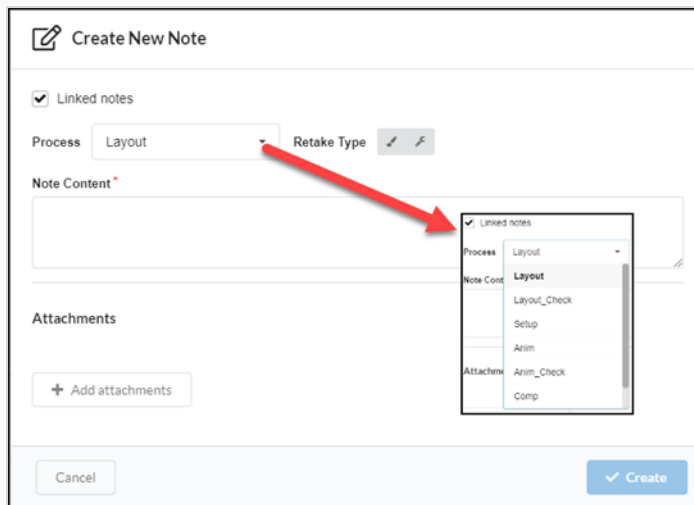 Create New Note
Linked notes
Process Layout Retake Type
Note Content*
Linked notes
Process Layout
Note Cont Layout
Layout_Check
Setup
Anim
Attachme Anim_Check
Comp
Attachments
+ Add attachments
Cancel Create